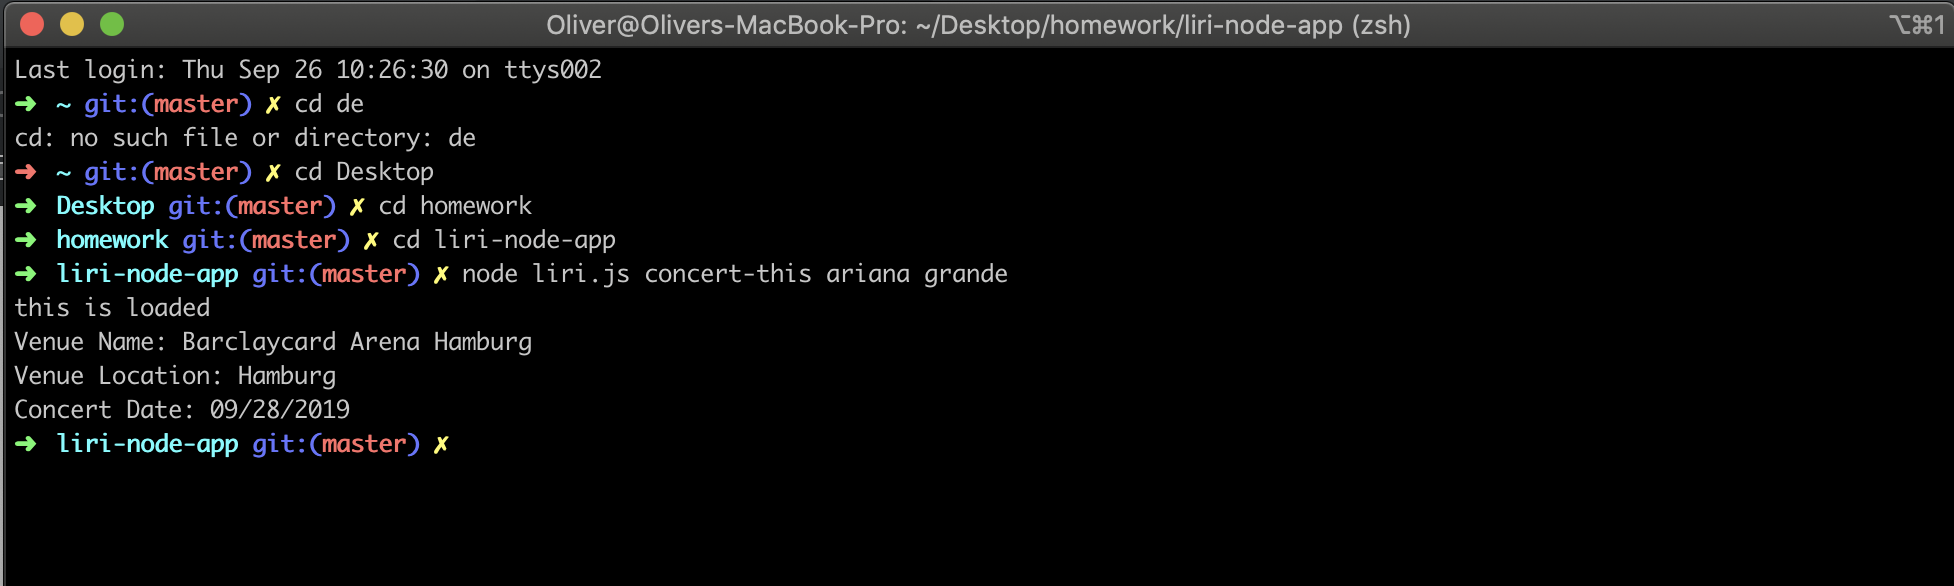 Oliver@Olivers-MacBook-Pro: ~/Desktop/homework/liri-node-app (zsh) ⌥⌘1
Last login: Thu Sep 26 10:26:30 on ttys002
➜ ~ git:(master) ✗ cd de
cd: no such file or directory: de
➜ ~ git:(master) ✗ cd Desktop
➜ Desktop git:(master) ✗ cd homework
➜ homework git:(master) ✗ cd liri-node-app
➜ liri-node-app git:(master) ✗ node liri.js concert-this ariana grande
this is loaded
Venue Name: Barclaycard Arena Hamburg
Venue Location: Hamburg
Concert Date: 09/28/2019
➜ liri-node-app git:(master) ✗